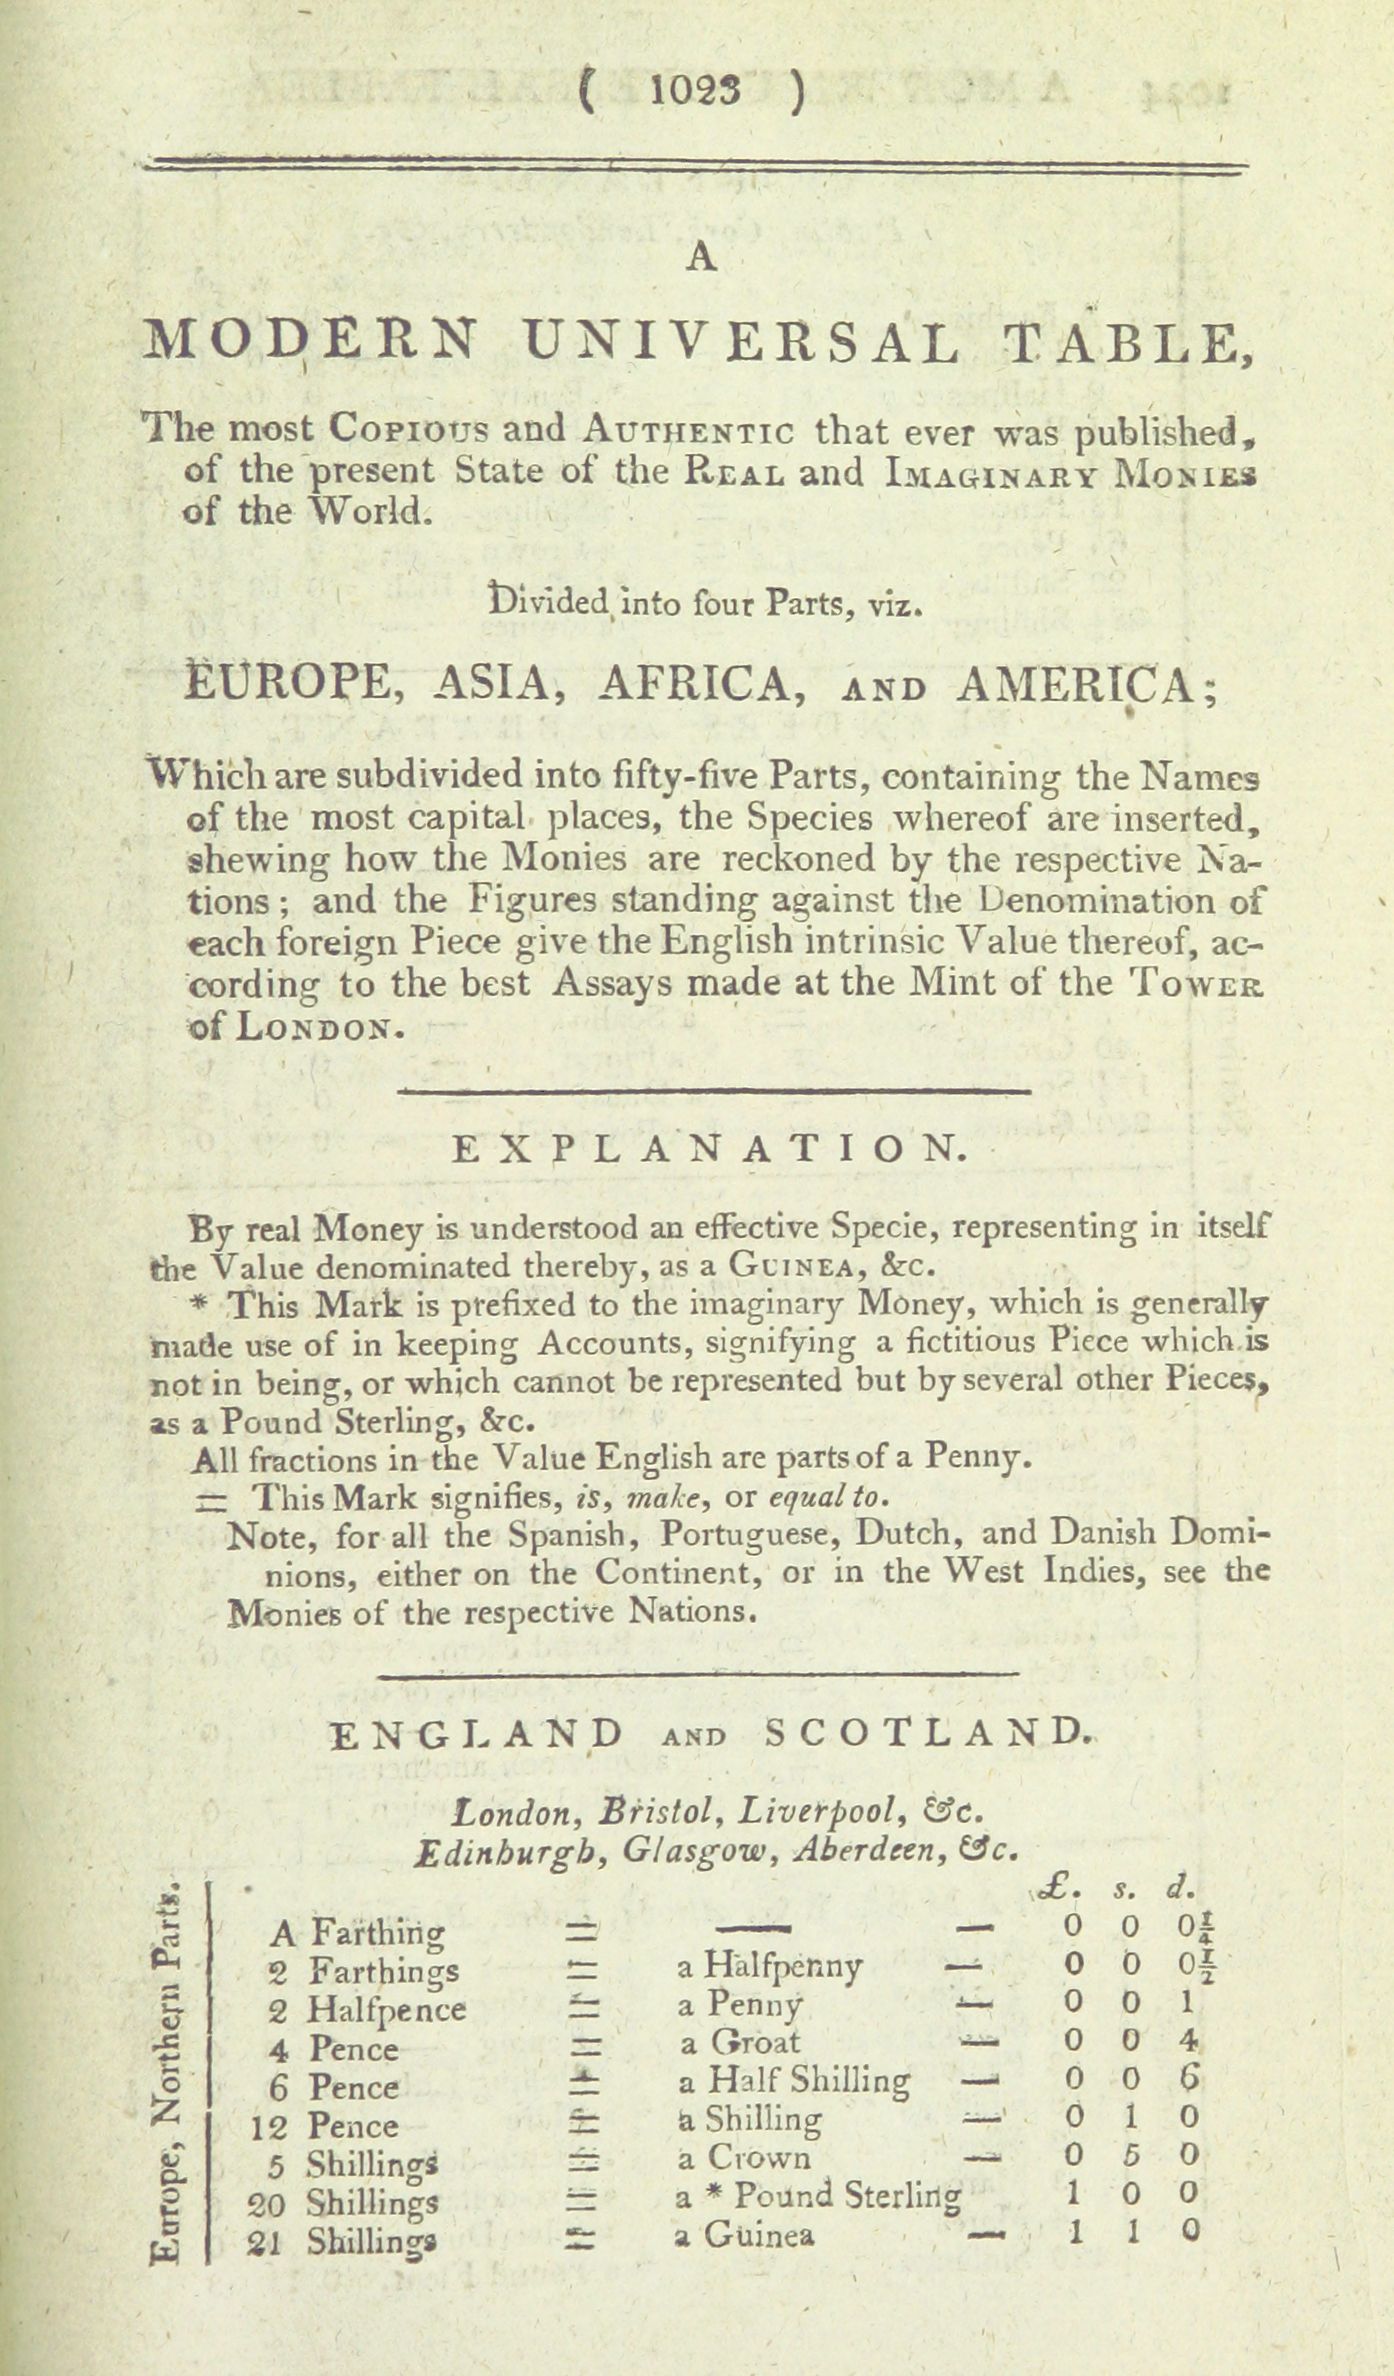 ( 1023 )
A
MODERN UNIVERSAL TABLE,
The most Copious and Authentic that ever was published,
of the present State of the Real and Imaginary Monies
of the World.
Divided into four Parts, viz.
EUROPE, ASIA, AFRICA, AND AMERICA;
Which are subdivided into fifty-five Parts, containing the Names
of the most capital places, the Species whereof are inserted,
shewing how the Monies are reckoned by the respective Na-
tions; and the Figures standing against the Denomination of
each foreign Piece give the English intrinsic Value thereof, ac-
cording to the best Assays made at the Mint of the Tower
of London.
EXPLANATION.
By real Money is understood an effective Specie, representing in itself
the Value denominated thereby, as a Guinea, &c.
* This Mark is prefixed to the imaginary Money, which is generally
made use of in keeping Accounts, signifying a fictitious Piece which is
not in being, or which cannot be represented but by several other Pieces,
as a Pound Sterling, &c.
All fractions in the Value English are parts of a Penny.
= This Mark signifies, is, make, or equal to.
Note, for all the Spanish, Portuguese, Dutch, and Danish Domi-
nions, either on the Continent, or in the West Indies, see the
Monies of the respective Nations.
ENGLAND AND SCOTLAND.
London, Bristol, Liverpool, &c.
Edinburgh, Glasgow, Aberdeen, &c.
Europe, Northern Parts.
£. s. d.
A Farthing = — — 0 0 0¼
2 Farthings = a Halfpenny — 0 0 0½
2 Halfpence = a Penny — 0 0 1
4 Pence = a Groat — 0 0 4
6 Pence = a Half Shilling — 0 0 6
12 Pence = a Shilling — 0 1 0
5 Shillings = a Crown — 0 5 0
20 Shillings = a * Pound Sterling 1 0 0
21 Shillings = a Guinea — 1 1 0